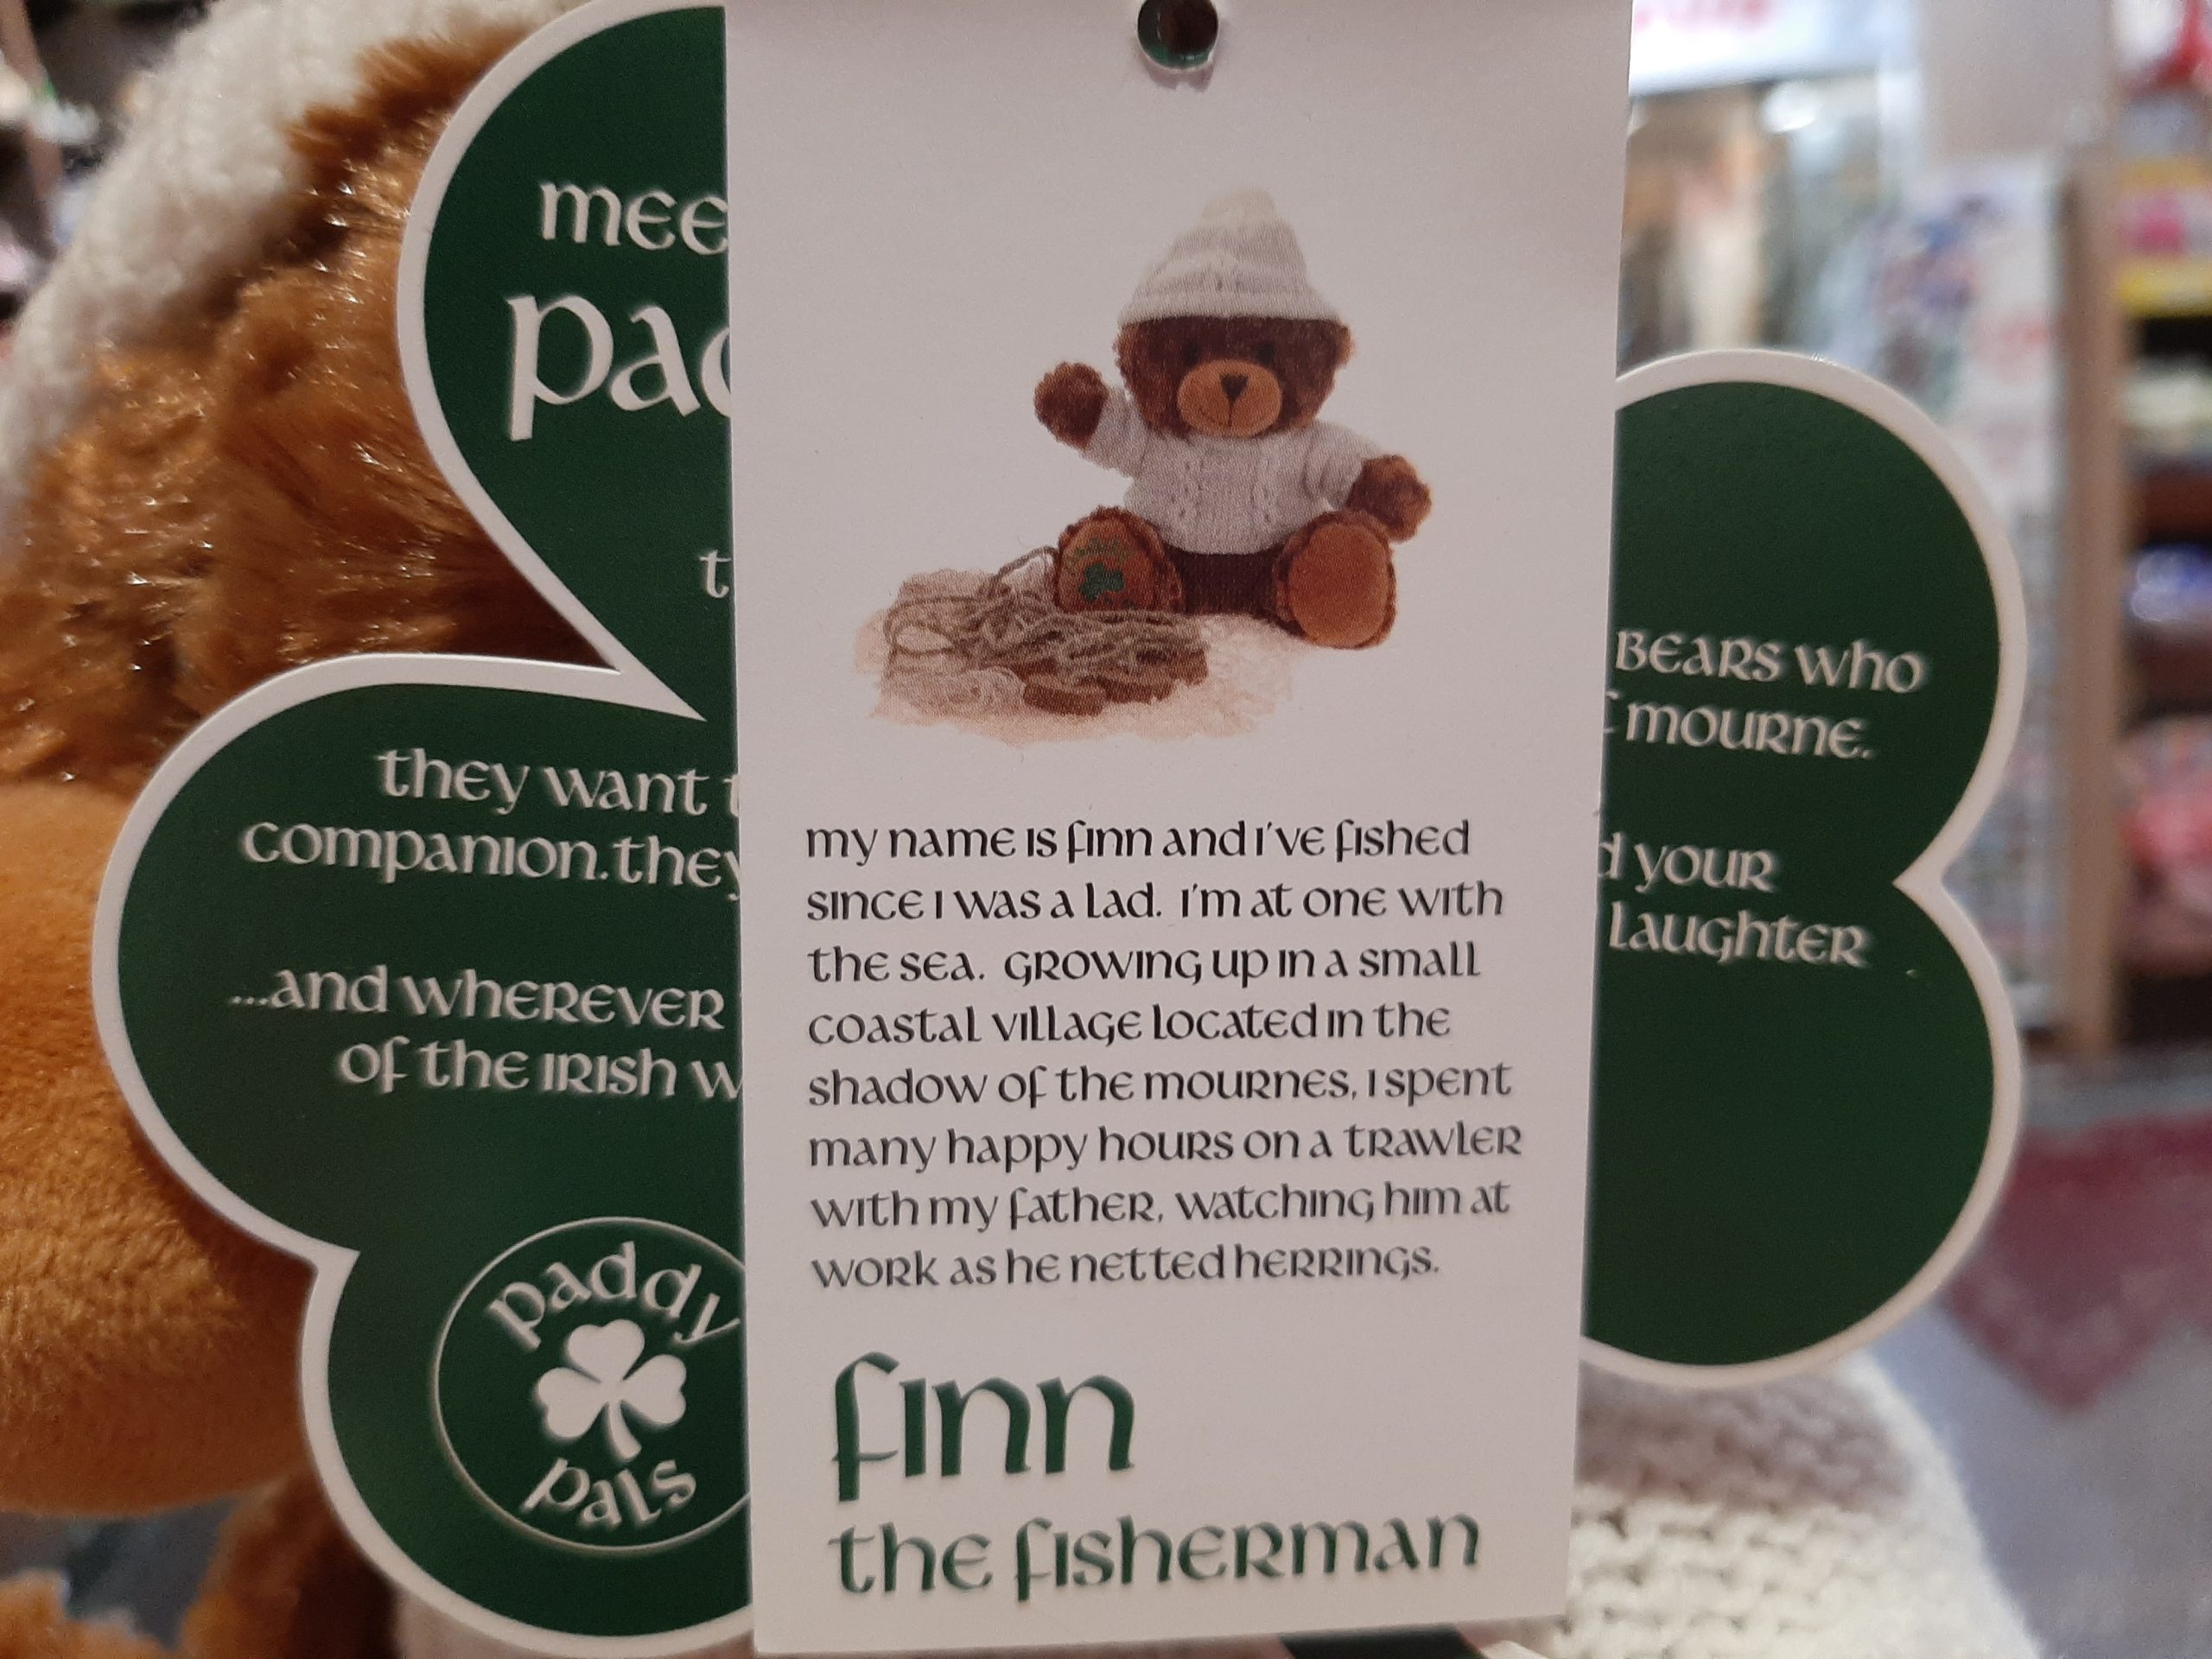 my name is finn and i've fished
since i was a lad. i'm at one with
the sea. growing up in a small
coastal village located in the
shadow of the mournes, i spent
many happy hours on a trawler
with my father, watching him at
work as he netted herrings.
finn
the fisherman
bears who
mourne.
they want
companion. they
your
laughter
...and wherever
of the irish
paddy
pals